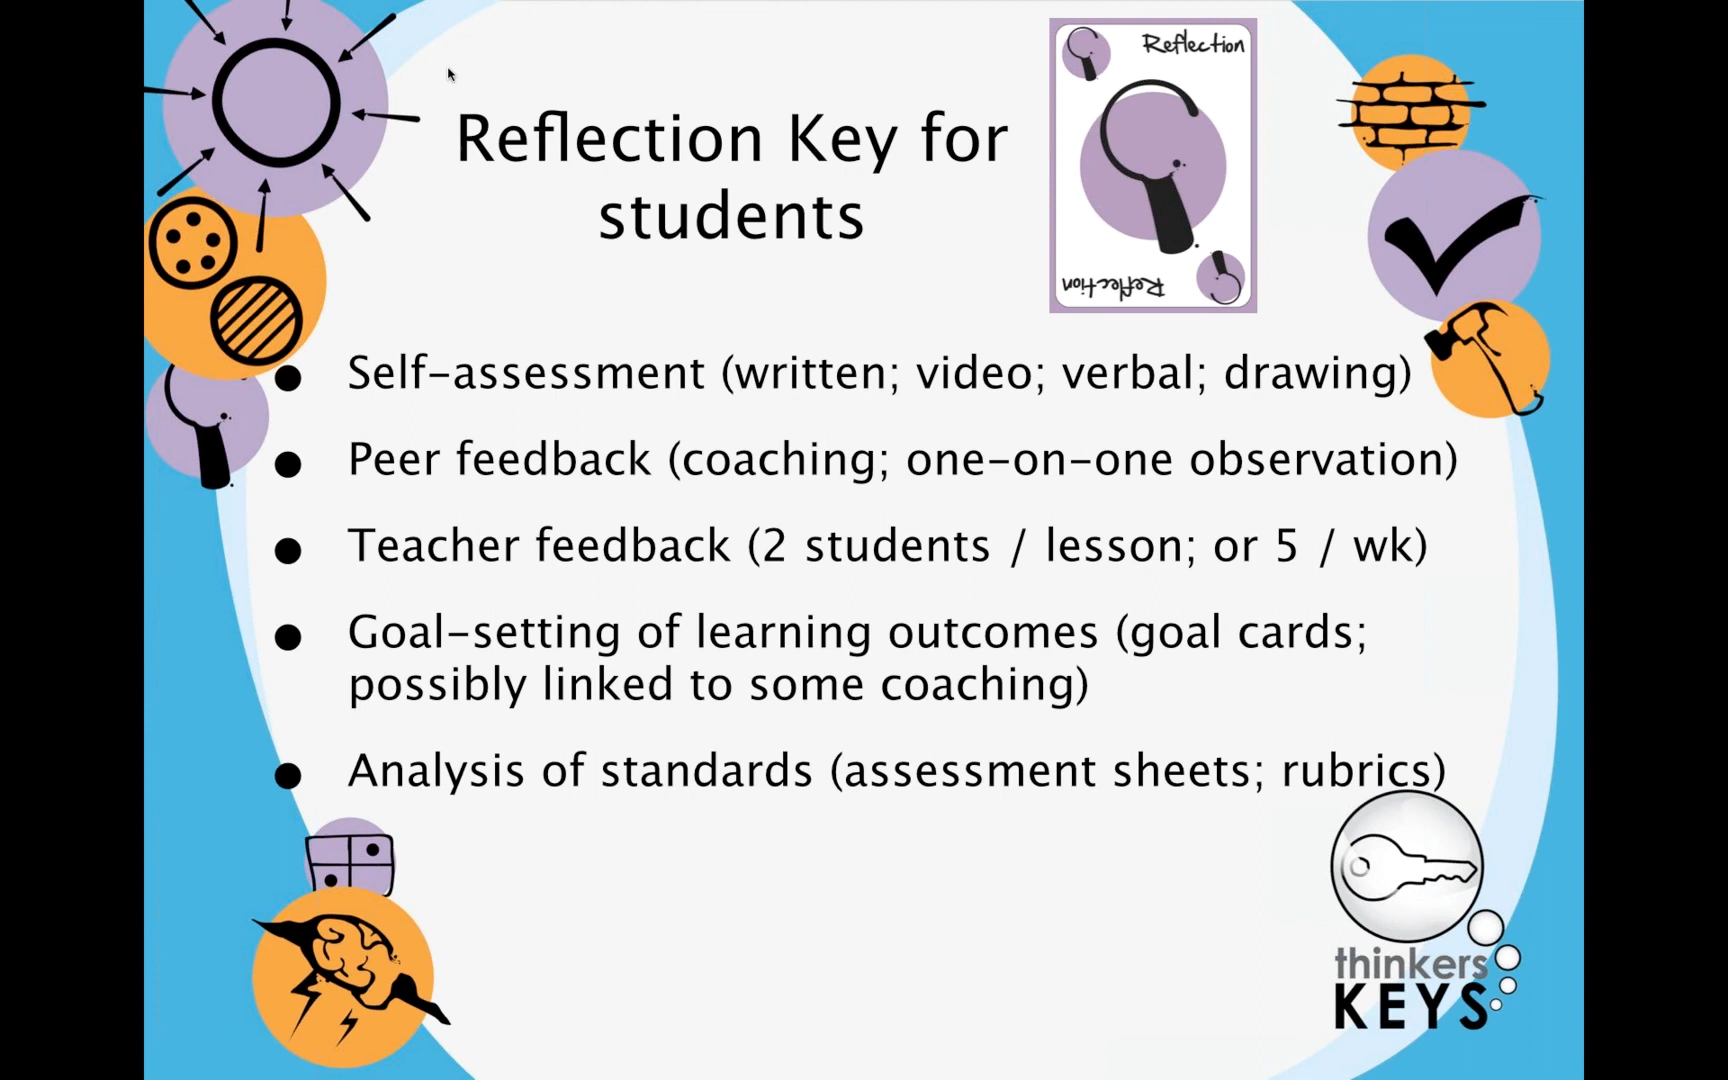 Reflection
Reflection Key for
students
Reflection
● Self-assessment (written; video; verbal; drawing)
● Peer feedback (coaching; one-on-one observation)
● Teacher feedback (2 students / lesson; or 5 / wk)
● Goal-setting of learning outcomes (goal cards;
possibly linked to some coaching)
● Analysis of standards (assessment sheets; rubrics)
thinkers
KEYS